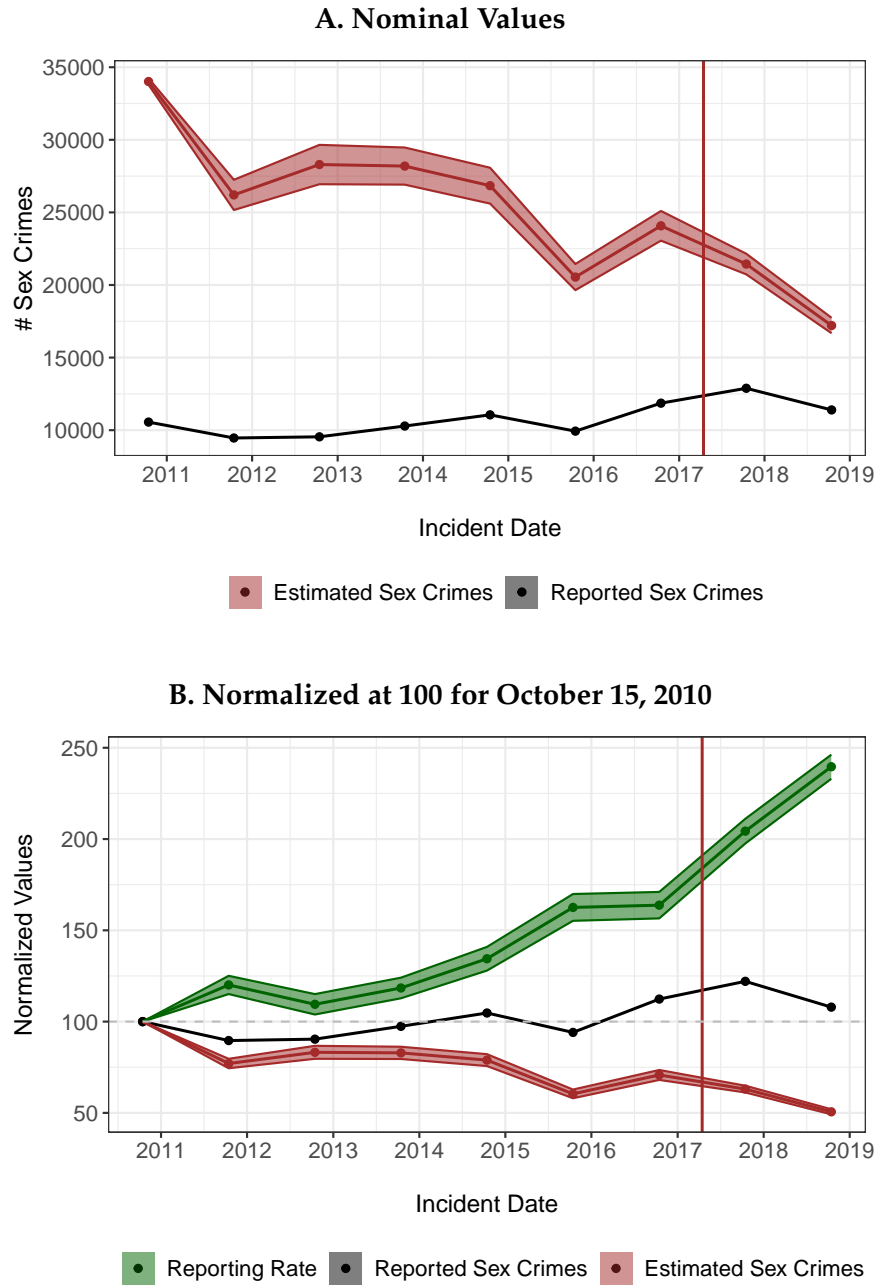 A. Nominal Values
35000
30000
25000
20000
15000
10000
# Sex Crimes
2011 2012 2013 2014 2015 2016 2017 2018 2019
Incident Date
Estimated Sex Crimes Reported Sex Crimes
B. Normalized at 100 for October 15, 2010
250
200
150
100
50
Normalized Values
2011 2012 2013 2014 2015 2016 2017 2018 2019
Incident Date
Reporting Rate Reported Sex Crimes Estimated Sex Crimes